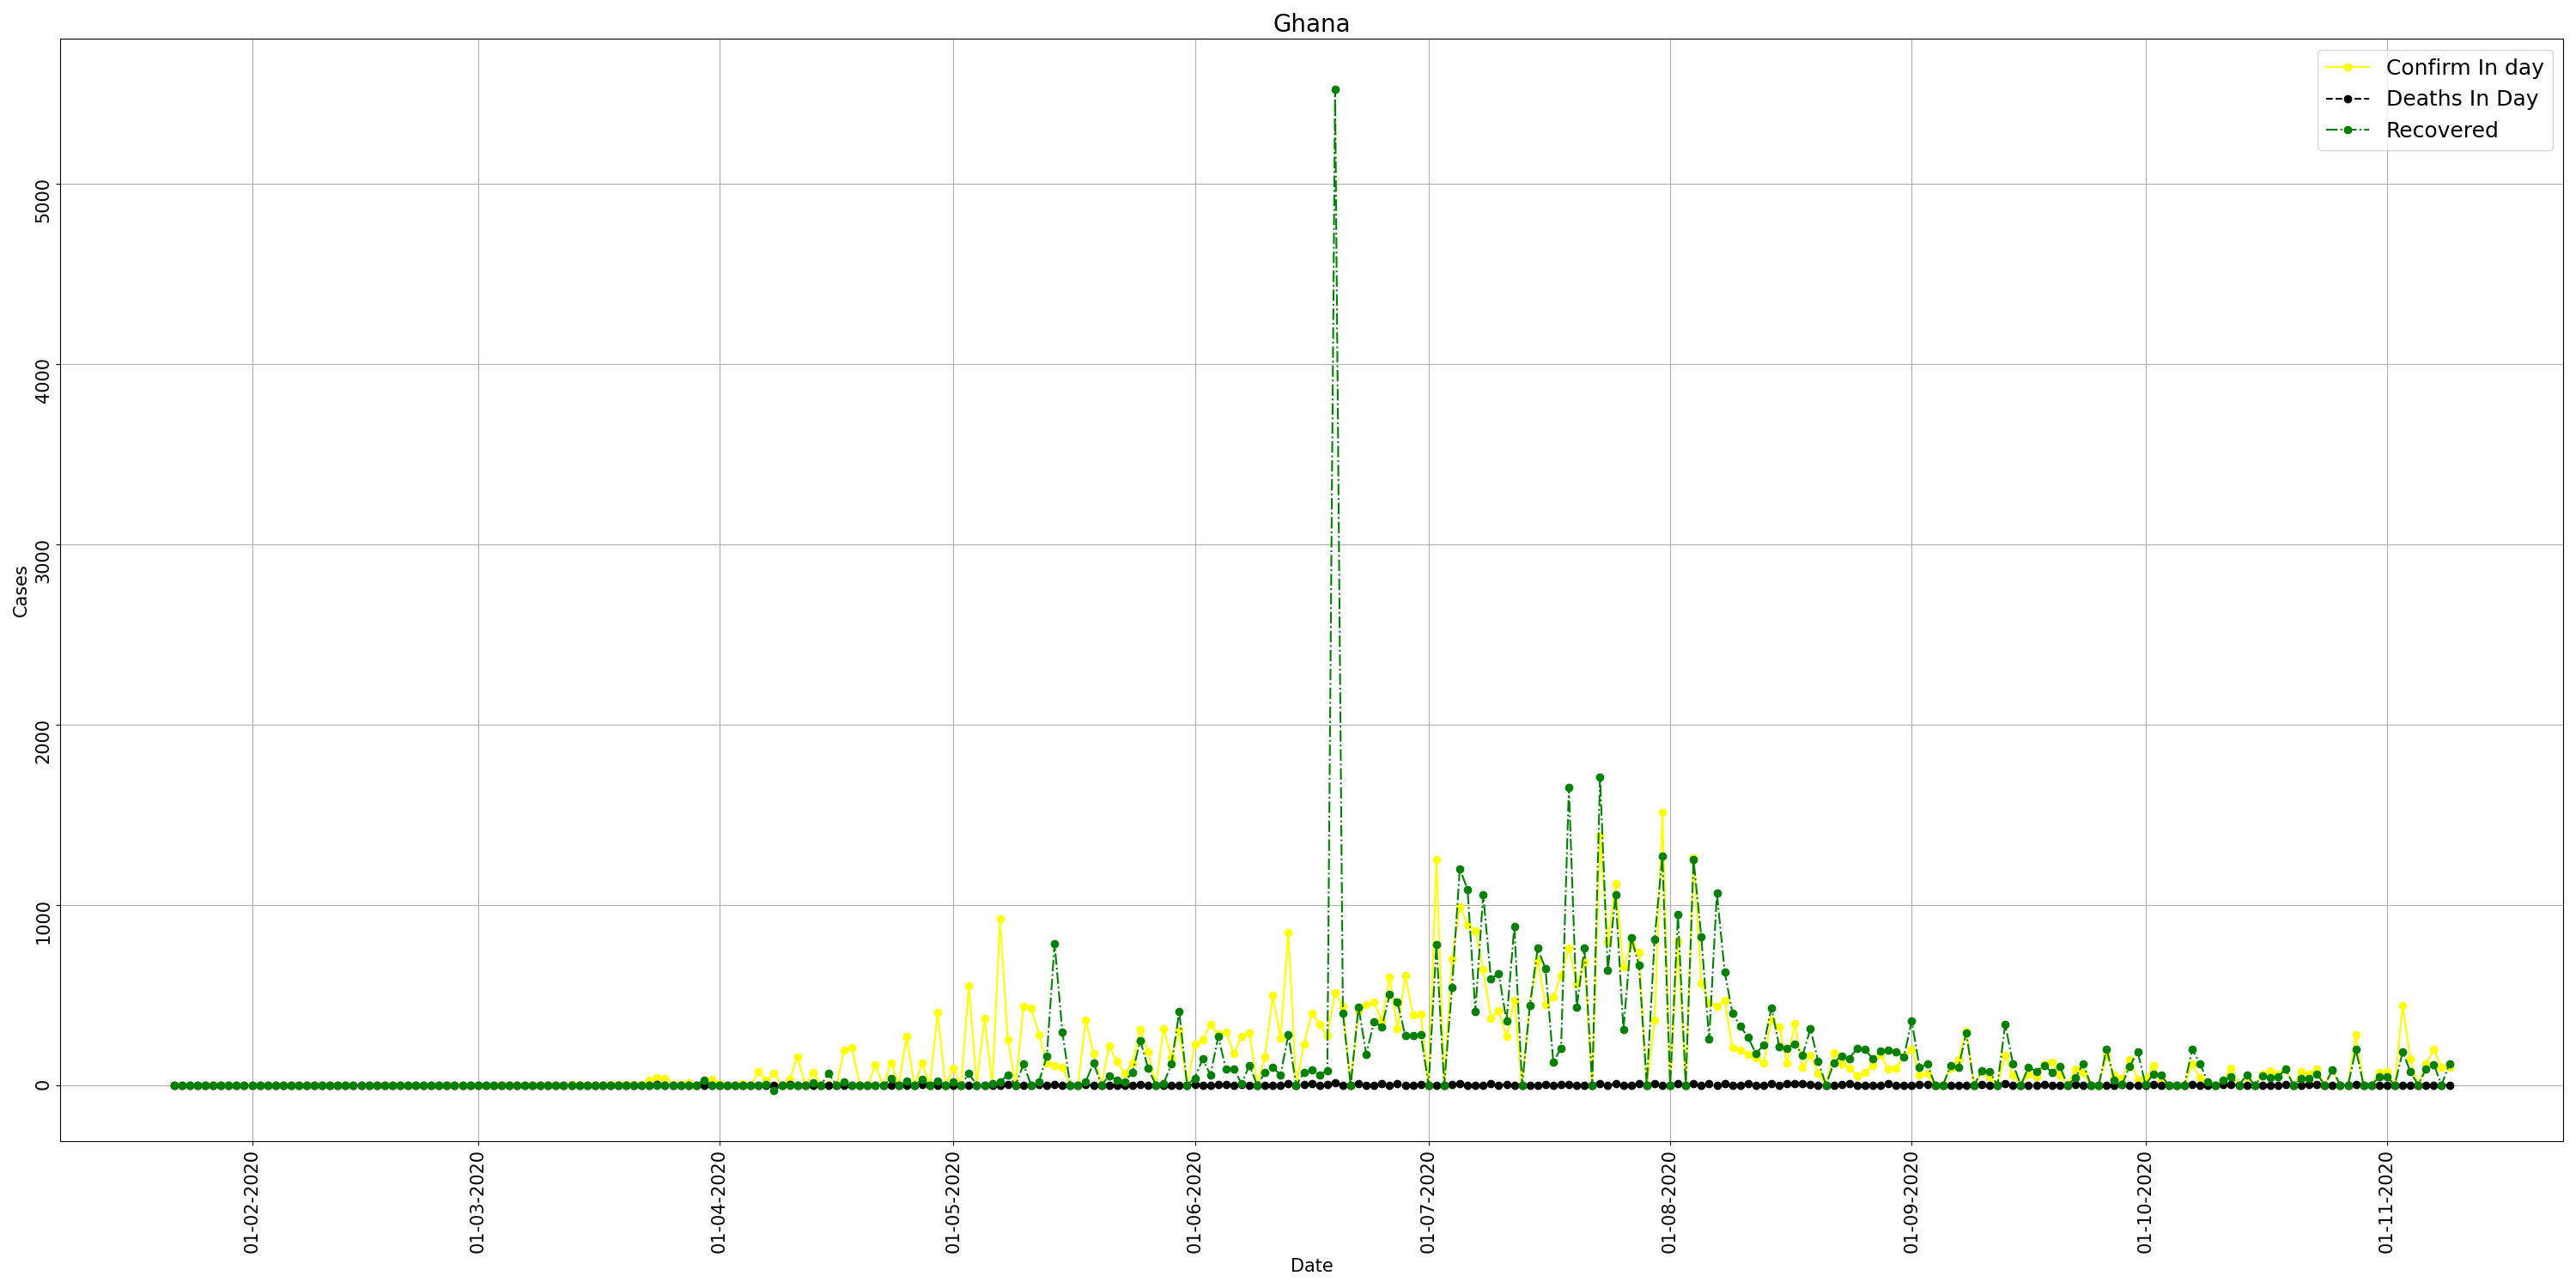 Ghana
Confirm In day
Deaths In Day
Recovered
Cases
5000
4000
3000
2000
1000
0
01-02-2020
01-03-2020
01-04-2020
01-05-2020
01-06-2020
01-07-2020
01-08-2020
01-09-2020
01-10-2020
01-11-2020
Date